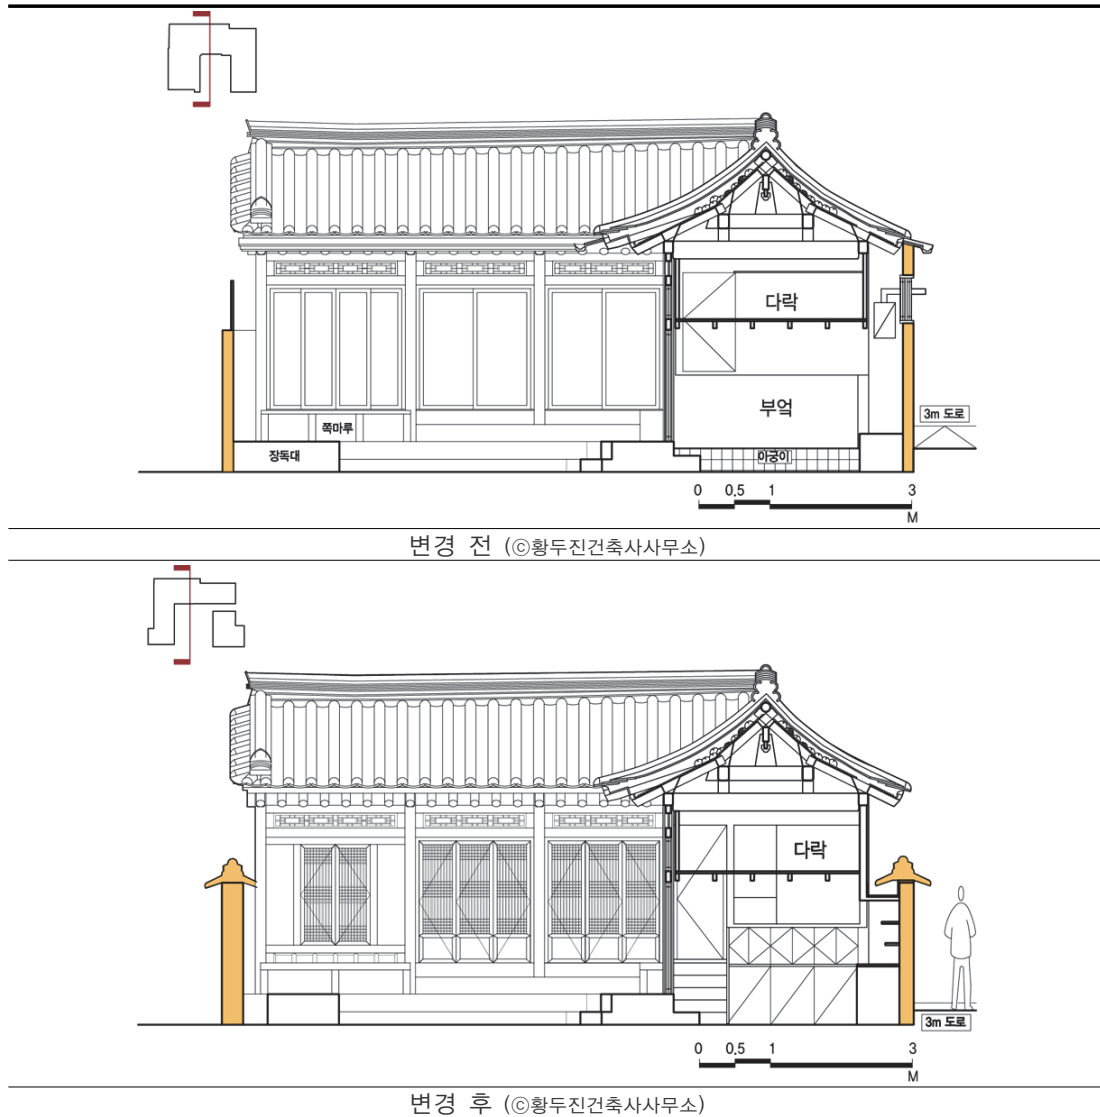 다락
부엌
3m 도로
쪽마루
장독대
아궁이
0 0.5 1 3
M
변경 전 (ⓒ황두진건축사사무소)
다락
3m 도로
0 0.5 1 3
M
변경 후 (ⓒ황두진건축사사무소)